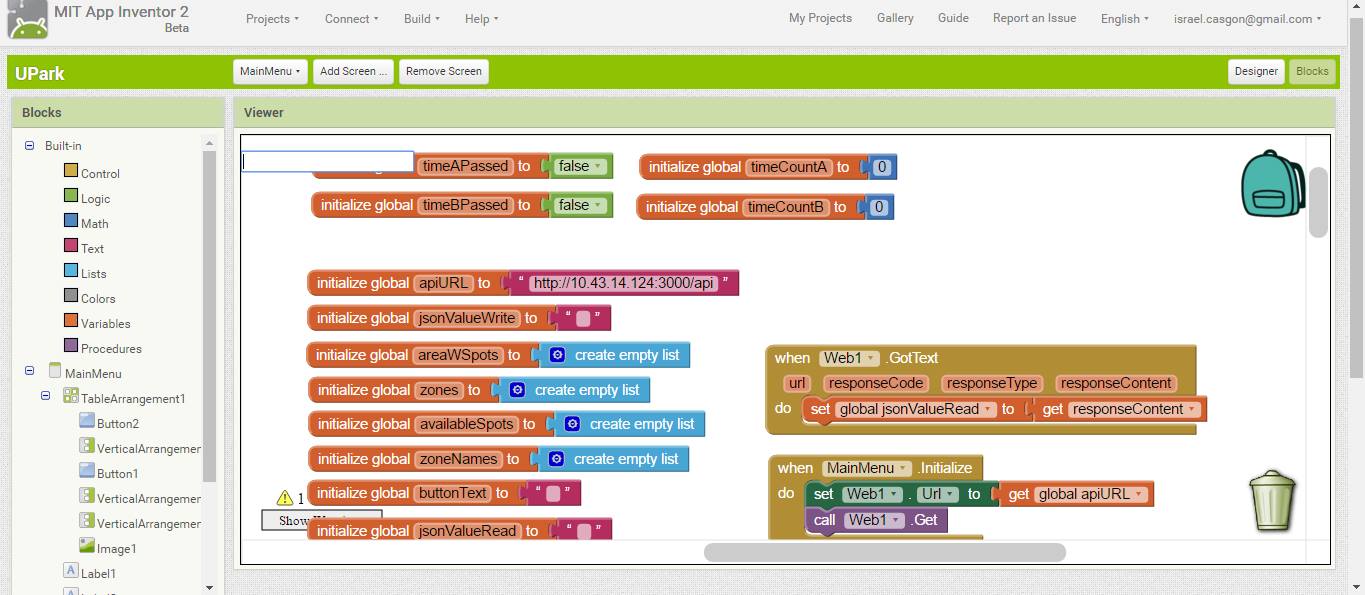 MIT App Inventor 2
Beta
Projects Connect Build Help
My Projects Gallery Guide Report an Issue English israel.casgon@gmail.com
UPark
MainMenu Add Screen ... Remove Screen
Designer Blocks
Blocks
Built-in
Control
Logic
Math
Text
Lists
Colors
Variables
Procedures
MainMenu
TableArrangement1
Button2
VerticalArrangemer
Button1
VerticalArrangemer
VerticalArrangemer
Image1
Label1
Viewer
timeAPassed to false
initialize global timeCountA to 0
initialize global timeBPassed to false
initialize global timeCountB to 0
initialize global apiURL to " http://10.43.14.124:3000/api "
initialize global jsonValueWrite to " "
initialize global areaWSpots to create empty list
initialize global zones to create empty list
initialize global availableSpots to create empty list
initialize global zoneNames to create empty list
1
initialize global buttonText to " "
Show
initialize global jsonValueRead to " "
when Web1 .GotText
url responseCode responseType responseContent
do set global jsonValueRead to get responseContent
when MainMenu .Initialize
do set Web1 . Url to get global apiURL
call Web1 .Get